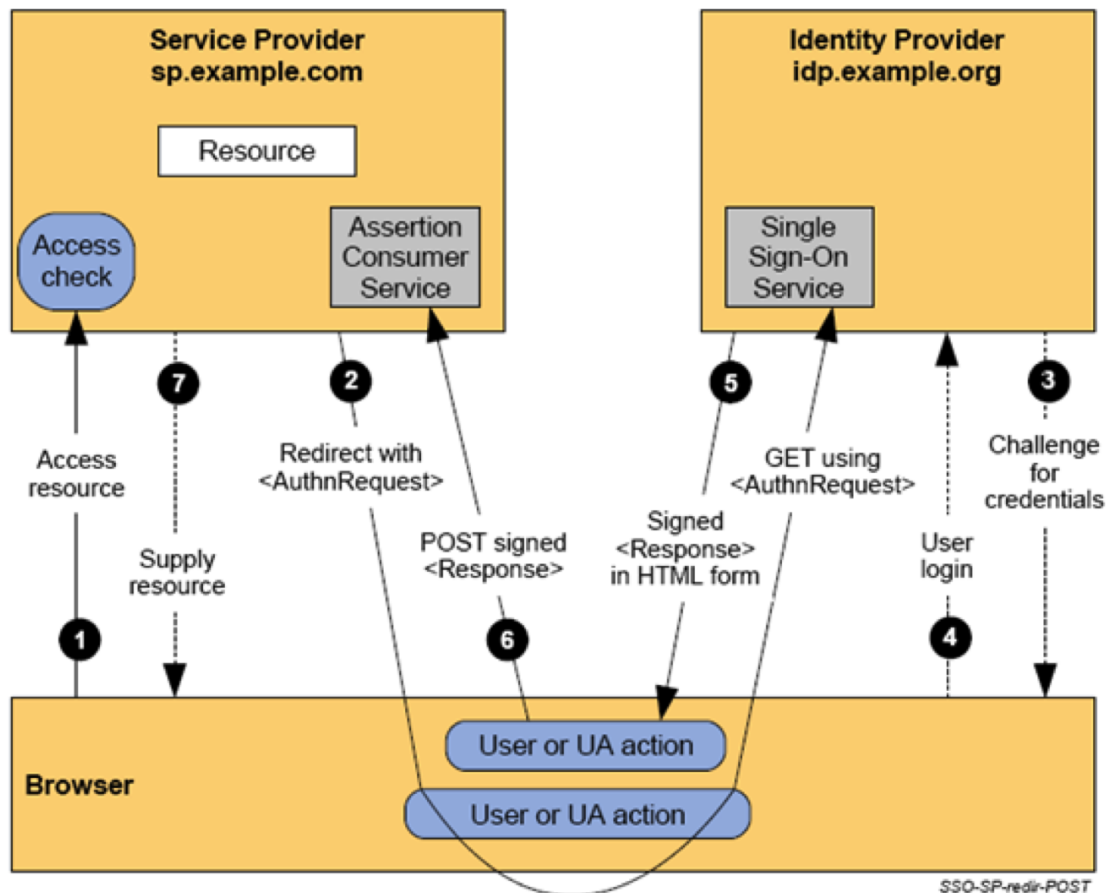 Service Provider
sp.example.com
Identity Provider
idp.example.org
Resource
Access
check
Assertion
Consumer
Service
Single
Sign-On
Service
7
2
5
3
Access
resource
Redirect with
<AuthnRequest>
GET using
<AuthnRequest>
Challenge
for
credentials
Supply
resource
POST signed
<Response>
Signed
<Response>
in HTML form
User
login
1
6
4
User or UA action
Browser
User or UA action
SSO-SP-redir-POST